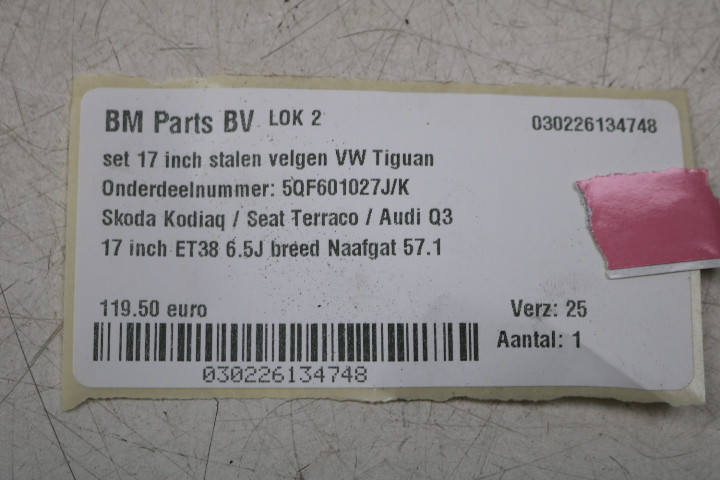 BM Parts BV LOK 2 030226134748
set 17 inch stalen velgen VW Tiguan
Onderdeelnummer: 5QF601027J/K
Skoda Kodiaq / Seat Terraco / Audi Q3
17 inch ET38 6.5J breed Naafgat 57.1
119.50 euro Verz: 25
Aantal: 1
030226134748